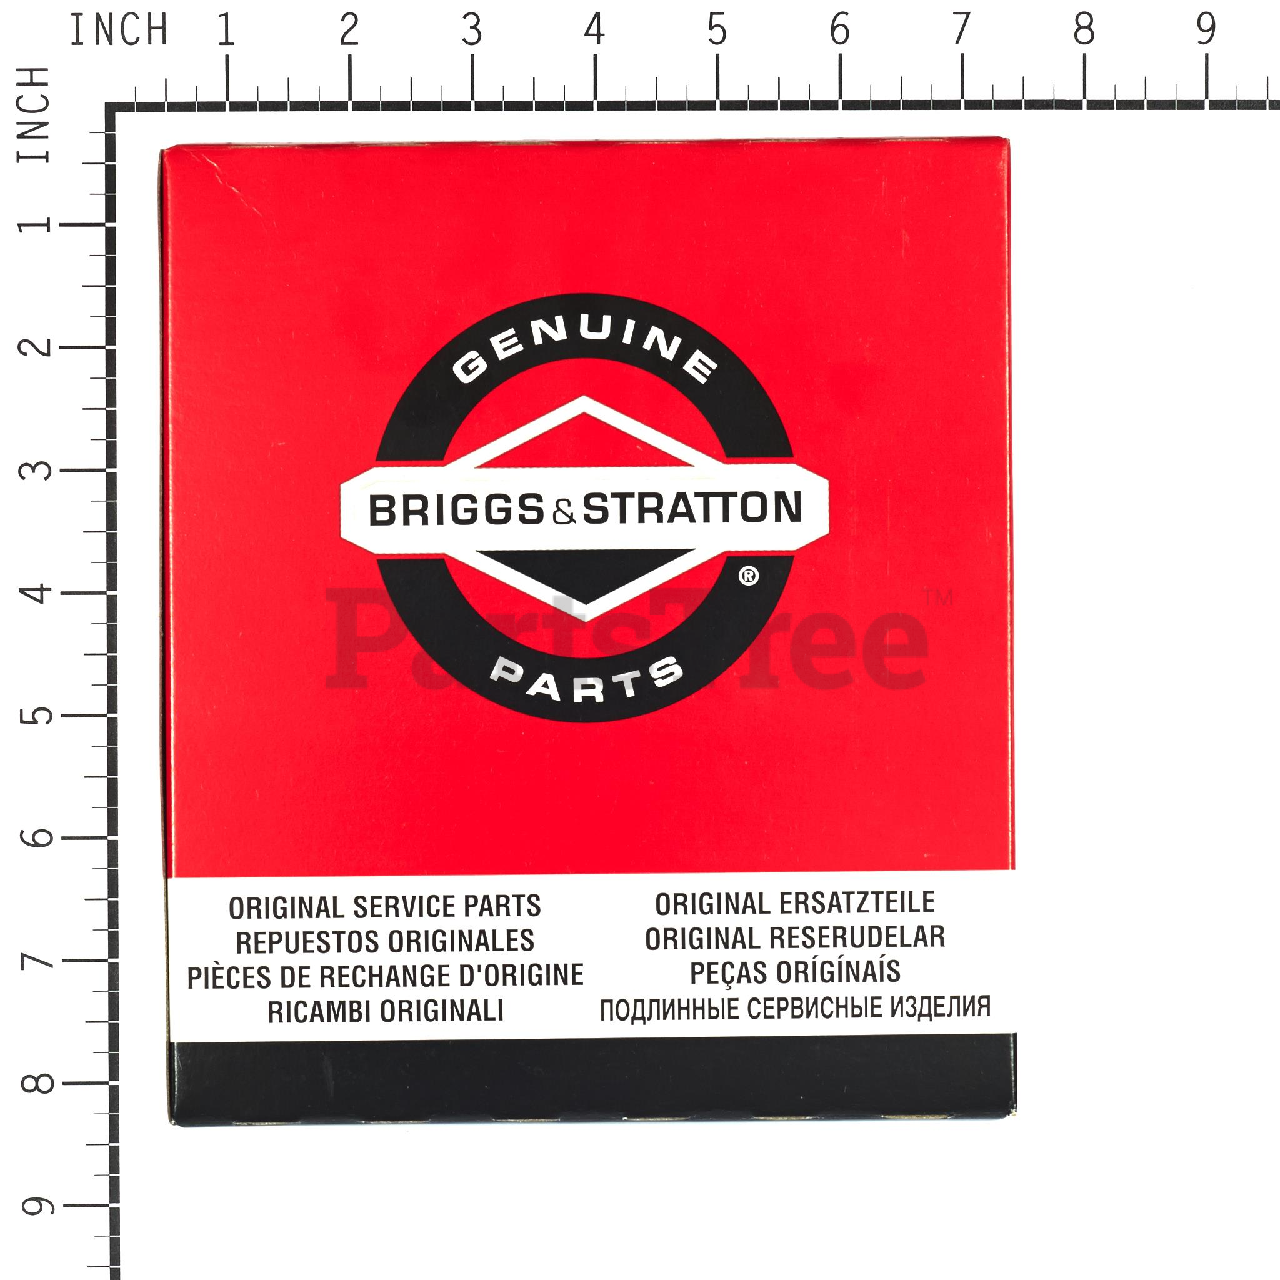 INCH 1 2 3 4 5 6 7 8 9
INCH 1 2 3 4 5 6 7 8 9
GENUINE
BRIGGS & STRATTON
®
PartsTree™
PARTS
ORIGINAL SERVICE PARTS
REPUESTOS ORIGINALES
PIÈCES DE RECHANGE D'ORIGINE
RICAMBI ORIGINALI
ORIGINAL ERSATZTEILE
ORIGINAL RESERUDELAR
PEÇAS ORÍGÍNAÍS
ПОДЛИННЫЕ СЕРВИСНЫЕ ИЗДЕЛИЯ